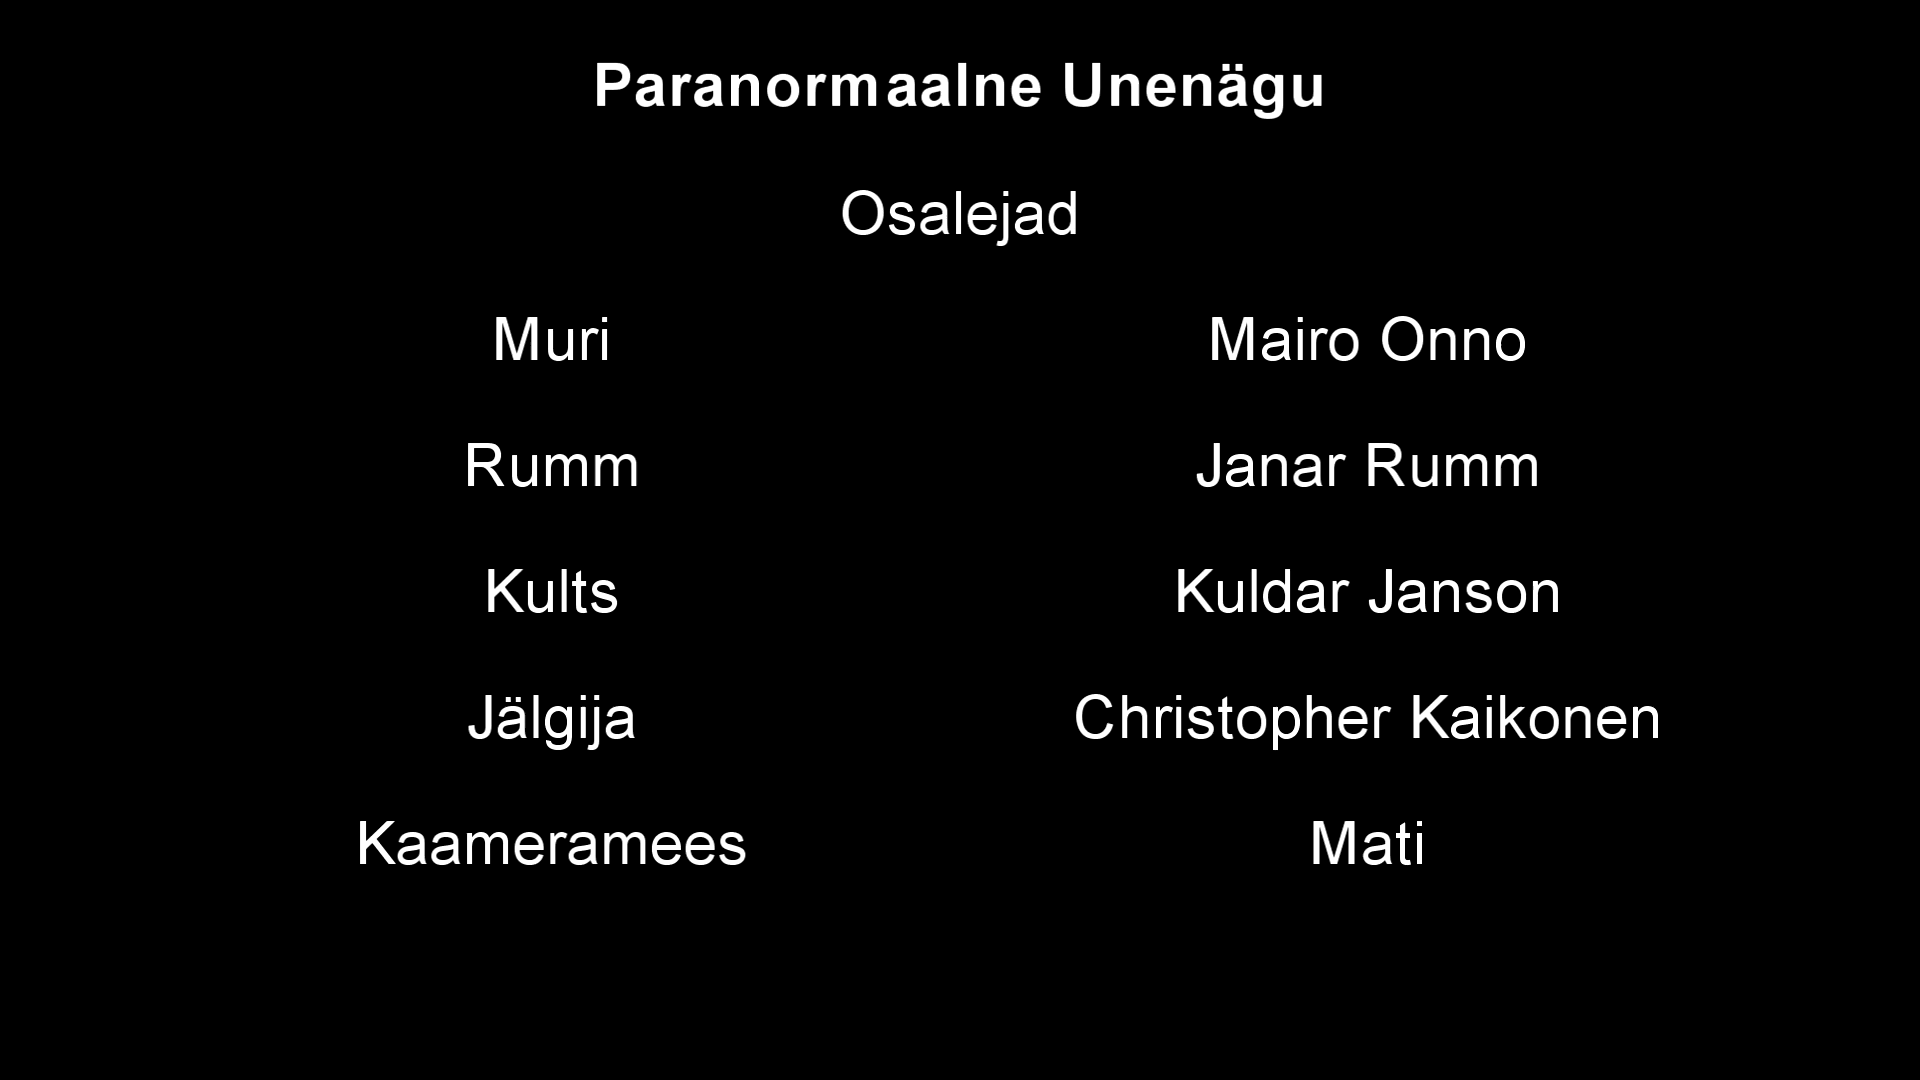 Paranormaalne Unenägu
Osalejad
Muri Mairo Onno
Rumm Janar Rumm
Kults Kuldar Janson
Jälgija Christopher Kaikonen
Kaameramees Mati